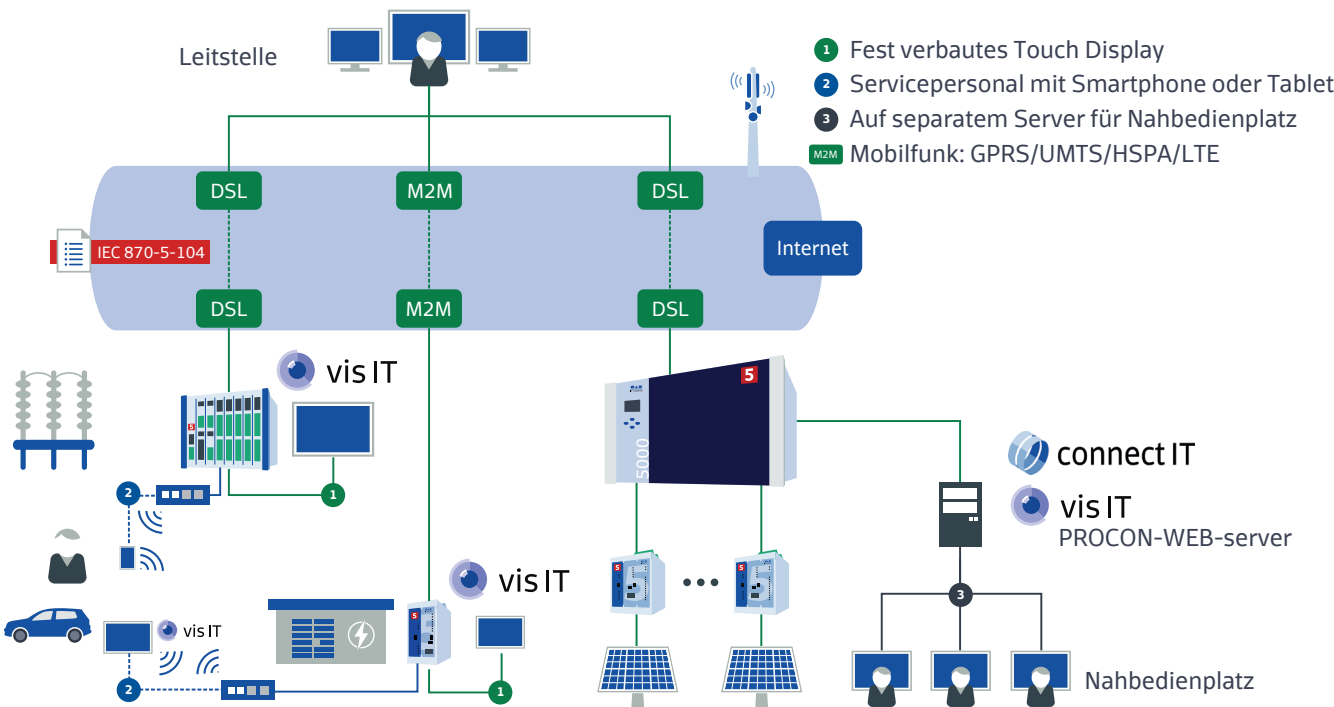 Leitstelle
1 Fest verbautes Touch Display
2 Servicepersonal mit Smartphone oder Tablet
3 Auf separatem Server für Nahbedienplatz
M2M Mobilfunk: GPRS/UMTS/HSPA/LTE
DSL M2M DSL
IEC 870-5-104
Internet
DSL M2M DSL
vis IT
5
5
5000
1
2
connect IT
vis IT
PROCON-WEB-server
vis IT
5
5
3
vis IT
5
2
1
Nahbedienplatz